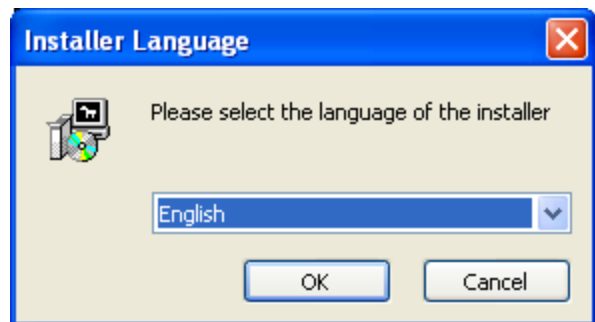 Installer Language
Please select the language of the installer
English
OK
Cancel